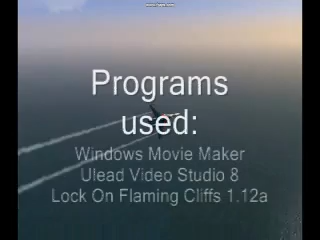 Programs
used:
Windows Movie Maker
Ulead Video Studio 8
Lock On Flaming Cliffs 1.12a